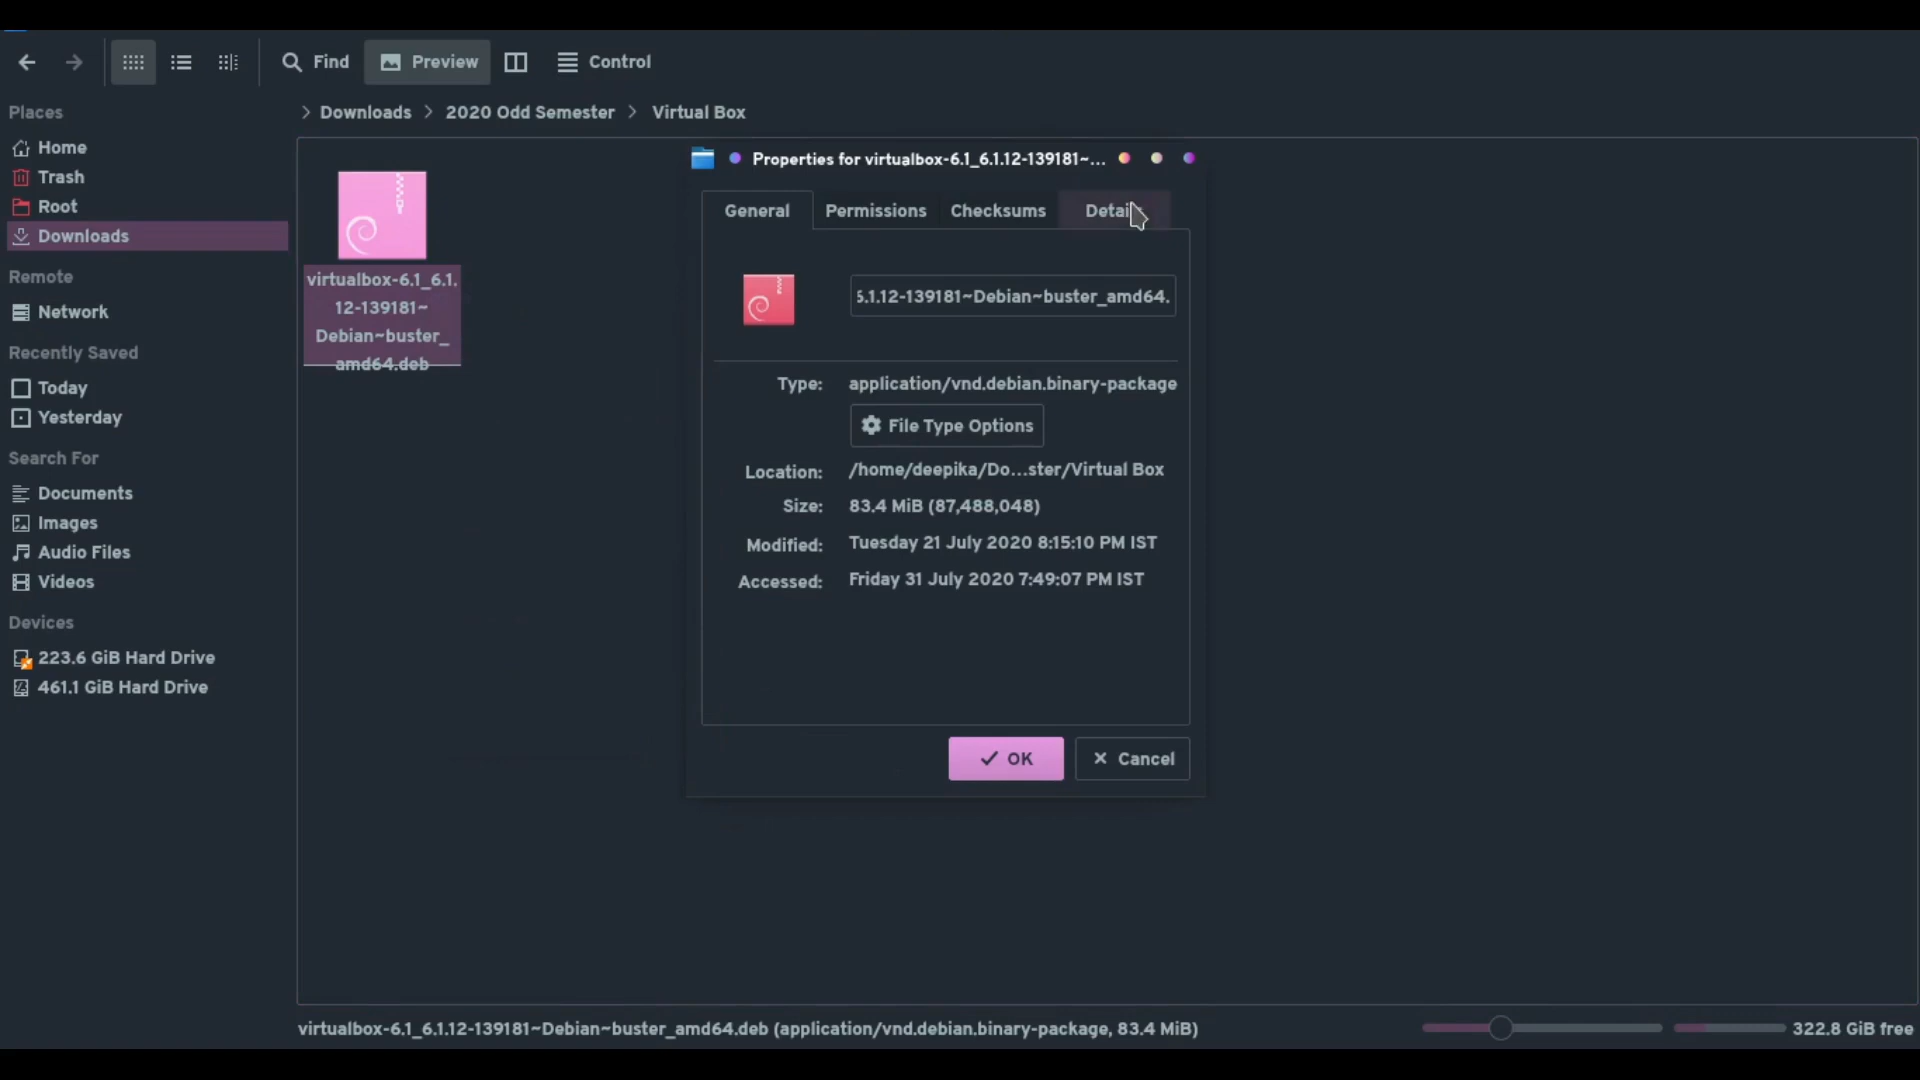 Find
Preview
Control
Places
Home
Trash
Root
Downloads
Remote
Network
Recently Saved
Today
Yesterday
Search For
Documents
Images
Audio Files
Videos
Devices
223.6 GiB Hard Drive
461.1 GiB Hard Drive
Downloads
2020 Odd Semester
Virtual Box
virtualbox-6.1_6.1.
12-139181~
Debian~buster_
amd64.deb
Properties for virtualbox-6.1_6.1.12-139181~...
General
Permissions
Checksums
.1.12-139181~Debian~buster_amd64.
Type: application/vnd.debian.binary-package
File Type Options
Location: /home/deepika/Do...ster/Virtual Box
Size: 83.4 MiB (87,488,048)
Modified: Tuesday 21 July 2020 8:15:10 PM IST
Accessed: Friday 31 July 2020 7:49:07 PM IST
OK
Cancel
virtualbox-6.1_6.1.12-139181~Debian~buster_amd64.deb (application/vnd.debian.binary-package, 83.4 MiB)
322.8 GiB free